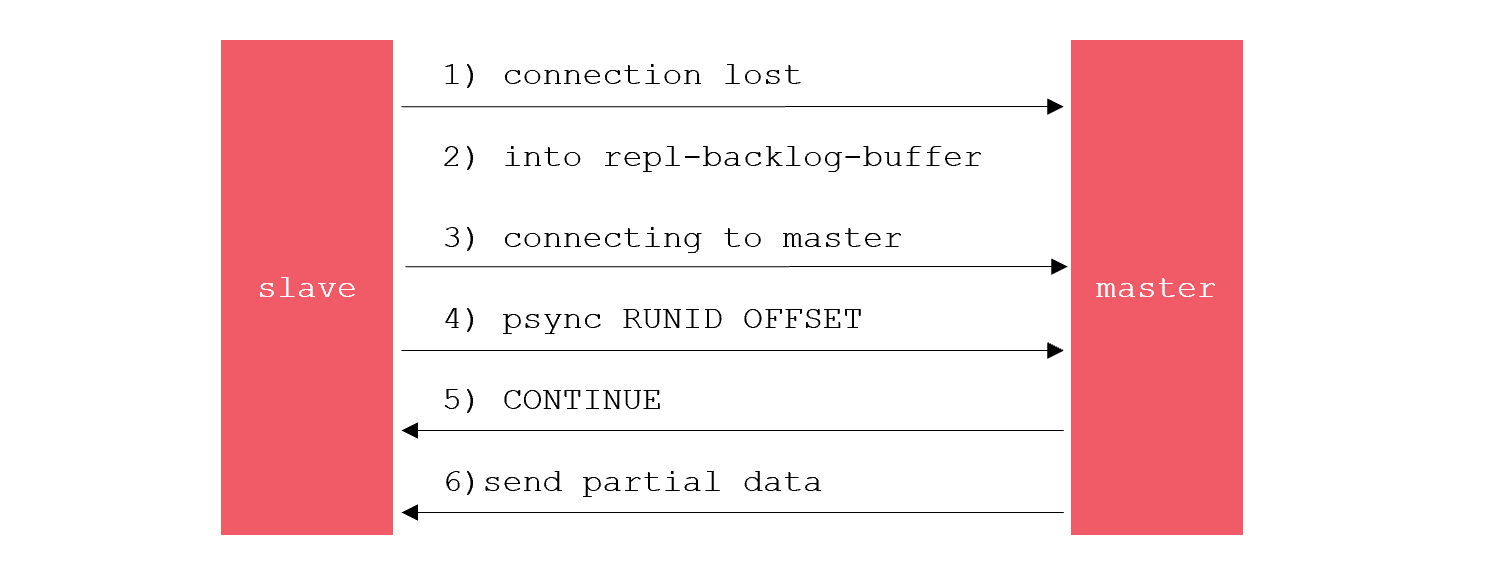 1) connection lost
2) into repl-backlog-buffer
3) connecting to master
slave
master
4) psync RUNID OFFSET
5) CONTINUE
6)send partial data